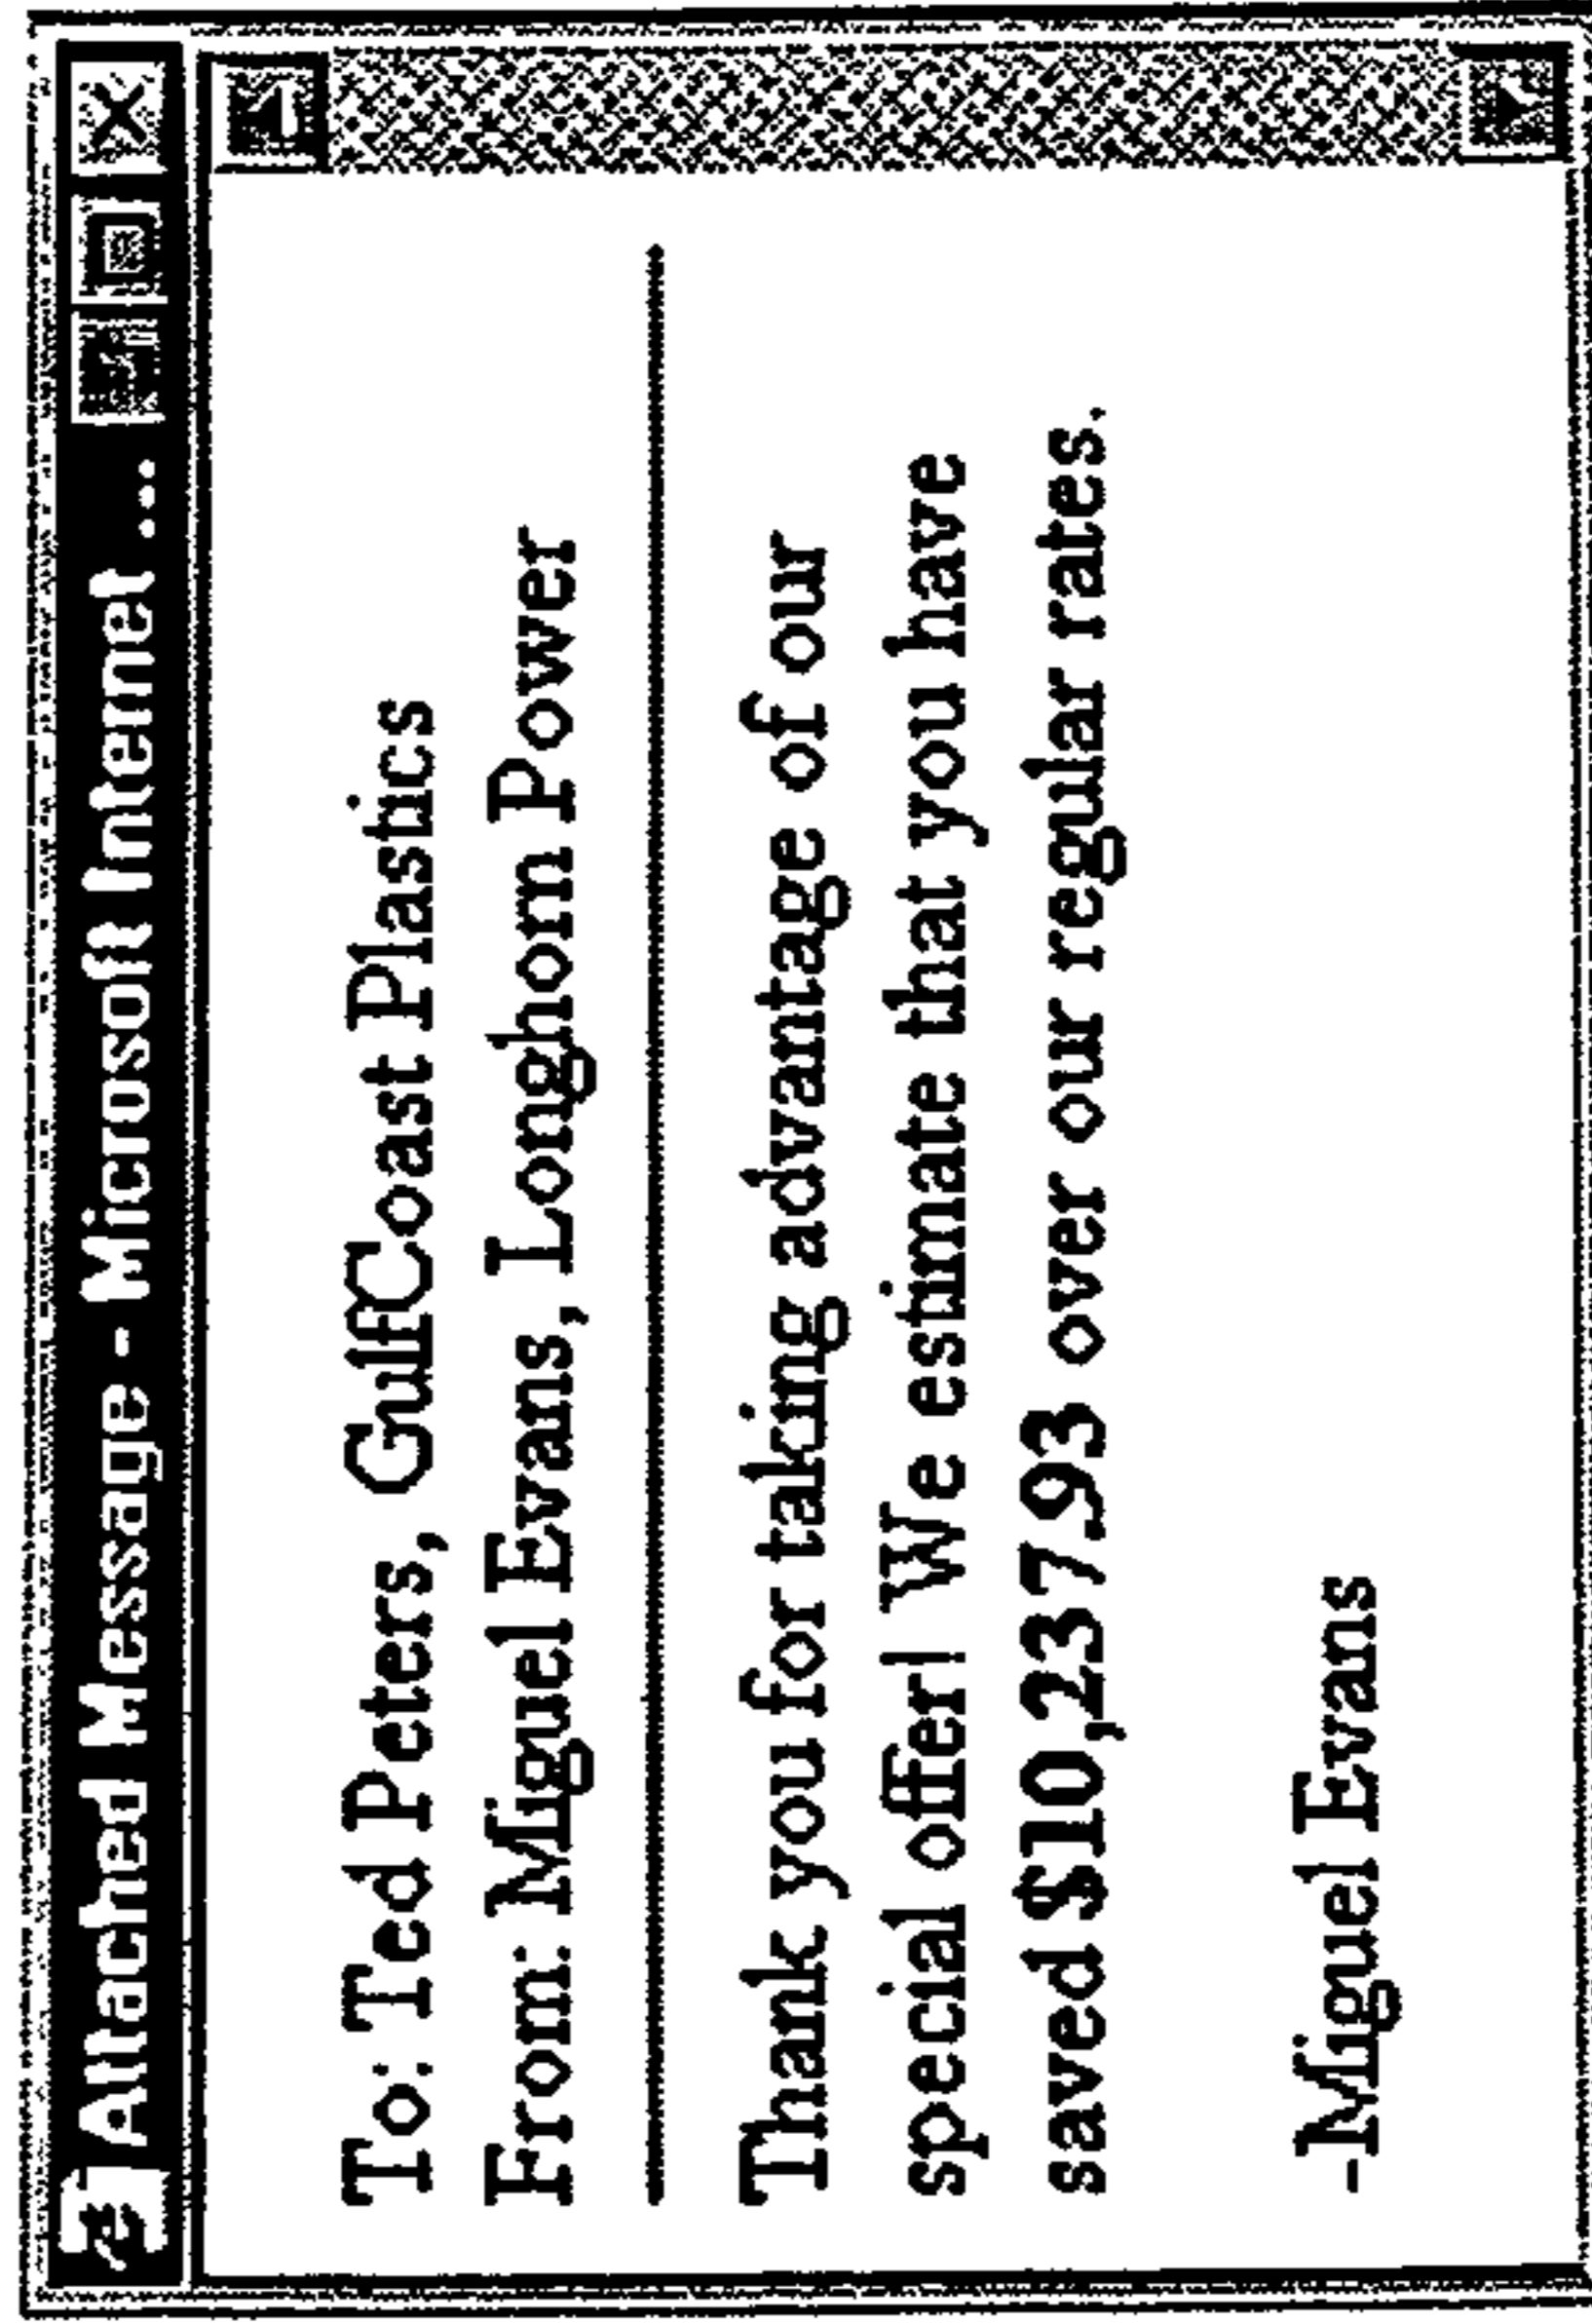 Attached Message - Microsoft Internet ...
To: Ted Peters, GulfCoast Plastics
From: Miguel Evans, Longhorn Power
Thank you for taking advantage of our
special offer! We estimate that you have
saved $10,237.93 over our regular rates.
-Miguel Evans